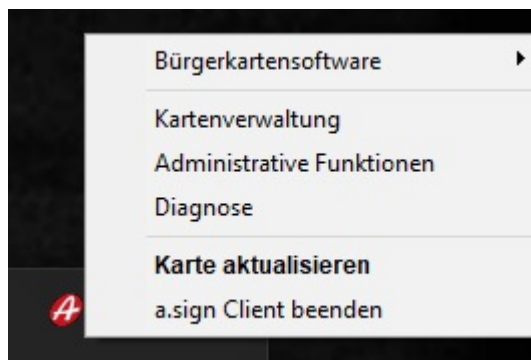 Bürgerkartensoftware
Kartenverwaltung
Administrative Funktionen
Diagnose
Karte aktualisieren
a.sign Client beenden
A